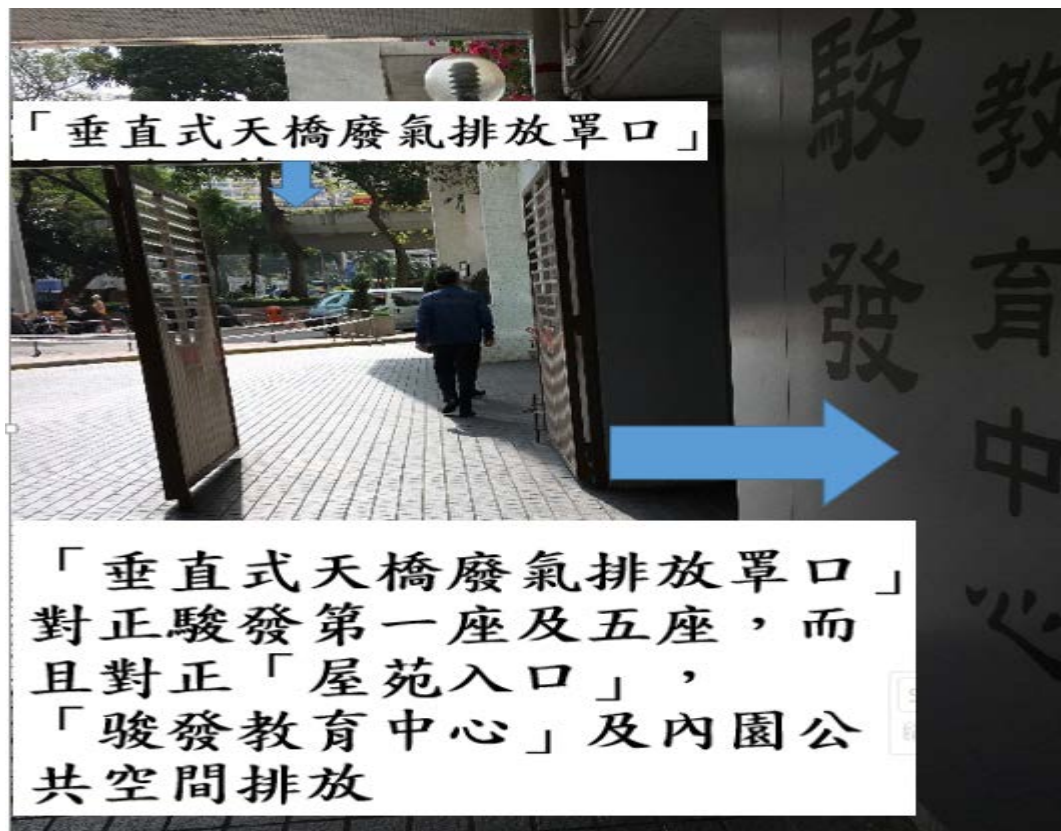 「垂直式天橋廢氣排放罩口」
駿發
教育中心
「垂直式天橋廢氣排放罩口」
對正駿發第一座及五座，而
且對正「屋苑入口」，
「骏發教育中心」及內園公
共空間排放